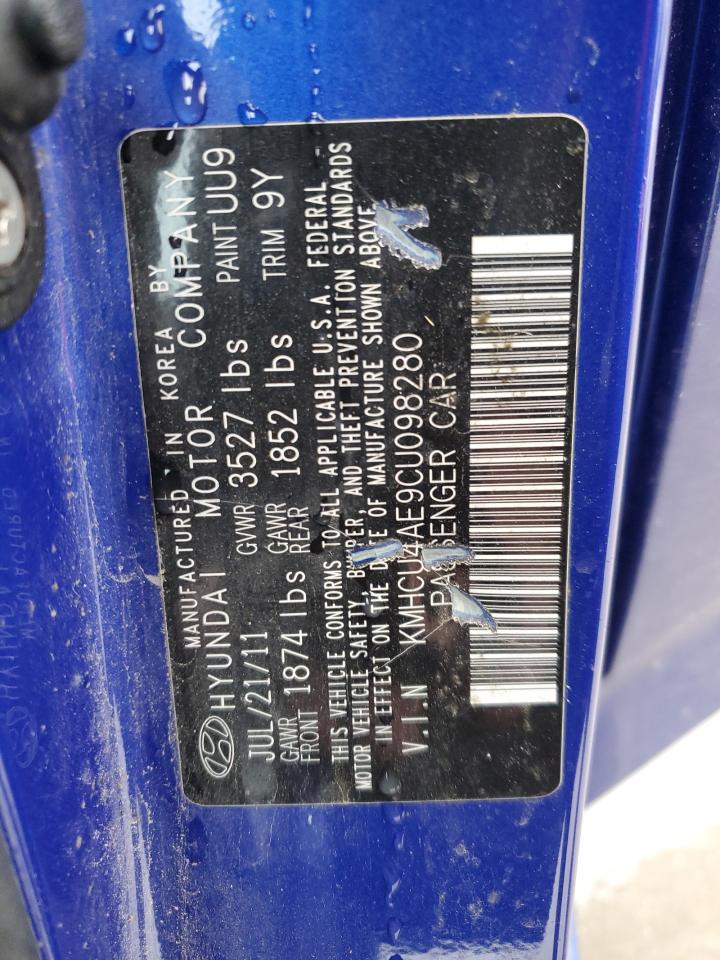 MANUFACTURED IN KOREA BY
HYUNDAI MOTOR COMPANY
JUL/21/11 GVWR 3527 lbs PAINT UU9
GAWR FRONT 1874 lbs GAWR REAR 1852 lbs TRIM 9Y
THIS VEHICLE CONFORMS TO ALL APPLICABLE U.S.A. FEDERAL
MOTOR VEHICLE SAFETY, BUMPER, AND THEFT PREVENTION STANDARDS
IN EFFECT ON THE DATE OF MANUFACTURE SHOWN ABOVE
V.I.N KMHCU4AE9CU098280
PASSENGER CAR